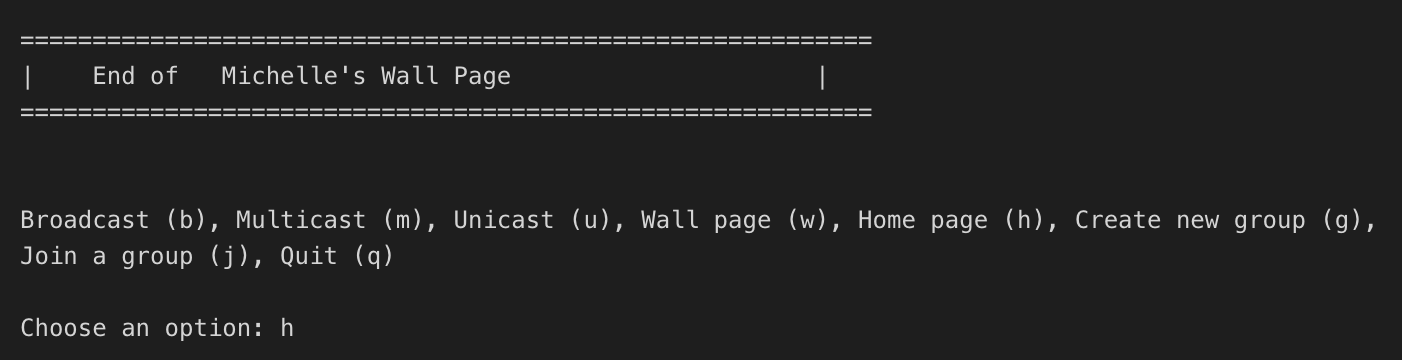 ===========================================================
|    End of   Michelle's Wall Page                     |
===========================================================
Broadcast (b), Multicast (m), Unicast (u), Wall page (w), Home page (h), Create new group (g),
Join a group (j), Quit (q)
Choose an option: h